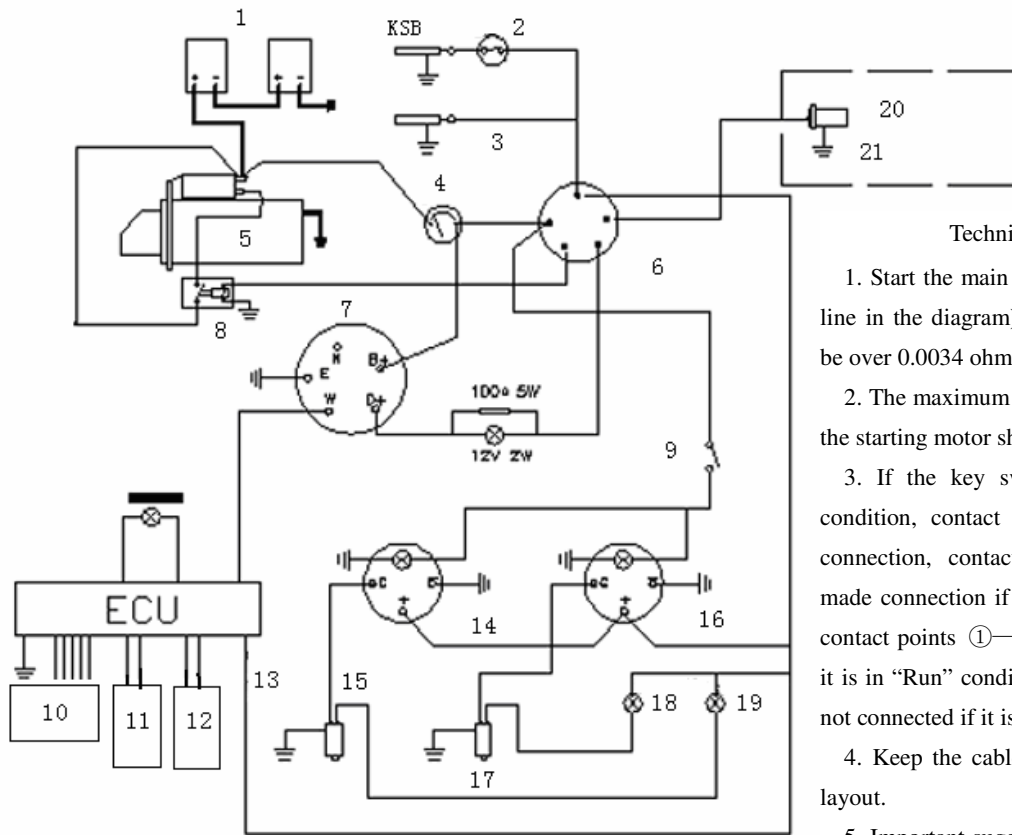 1
KSB
2
3
4
5
6
7
8
N
B+
E
W
D+
100Ω 5W
12V 2W
9
ECU
10
11
12
13
14
15
16
17
18
19
20
21
C
+
C
+
Techni
1. Start the main
line in the diagram)
be over 0.0034 ohm
2. The maximum
the starting motor sh
3. If the key sv
condition, contact
connection, contac
made connection if
contact points ①—
it is in “Run” condi
not connected if it is
4. Keep the cabl
layout.